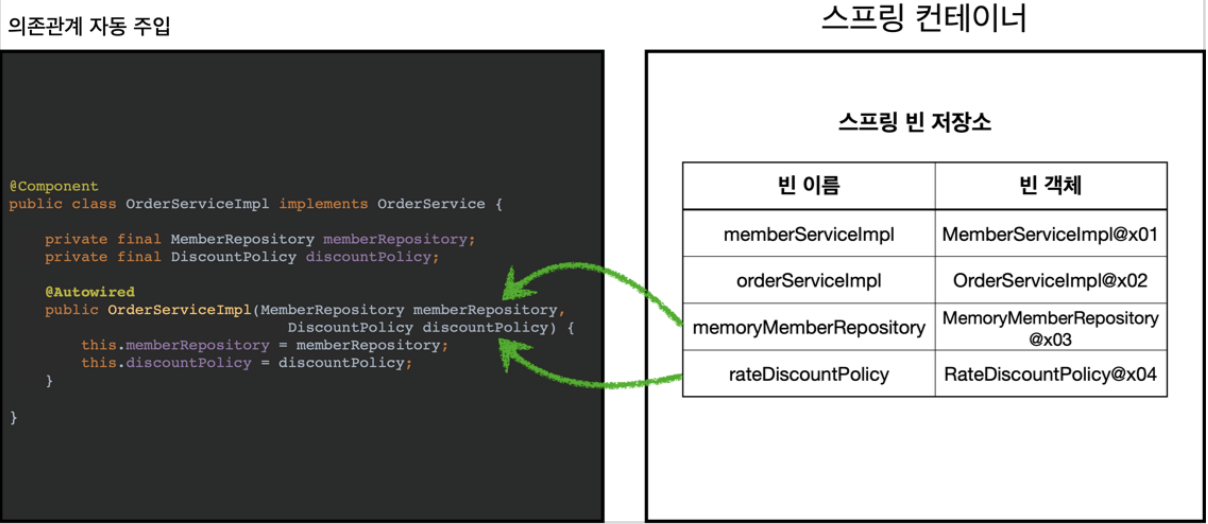 의존관계 자동 주입
스프링 컨테이너
@Component
public class OrderServiceImpl implements OrderService {
private final MemberRepository memberRepository;
private final DiscountPolicy discountPolicy;
@Autowired
public OrderServiceImpl(MemberRepository memberRepository,
DiscountPolicy discountPolicy) {
this.memberRepository = memberRepository;
this.discountPolicy = discountPolicy;
}
}
스프링 빈 저장소
빈 이름 빈 객체
memberServiceImpl MemberServiceImpl@x01
orderServiceImpl OrderServiceImpl@x02
memoryMemberRepository MemoryMemberRepository
@x03
rateDiscountPolicy RateDiscountPolicy@x04